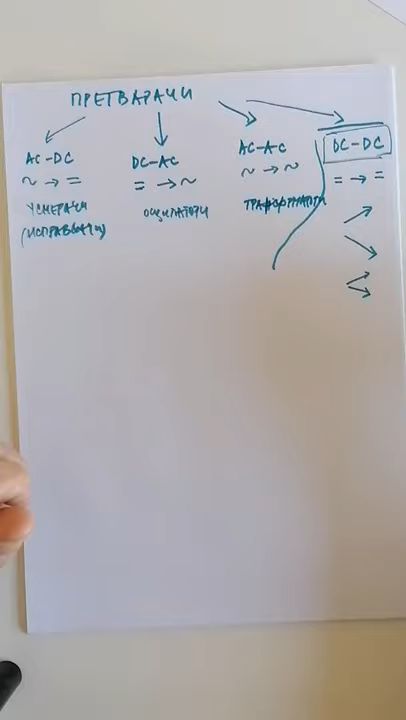 ПРЕТВАРАЧИ
AC-DC
~ → =
УСМЕРАЧИ
(ИСПРАВЉАЧИ)
DC-AC
= → ~
ОСЦИЛАТОРИ
AC-AC
~ → ~
ТРАНСФОРМАТОРИ
DC-DC
= → =